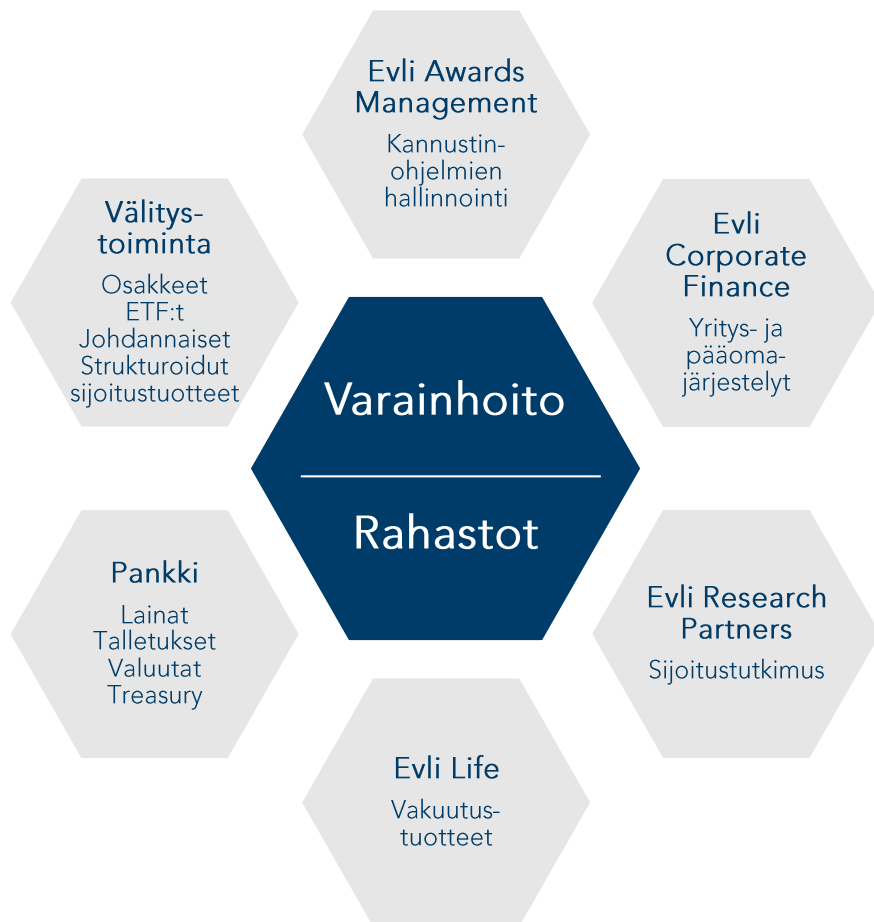 Evli Awards
Management
Kannustin-
ohjelmien
hallinnointi
Välitys-
toiminta
Osakkeet
ETF:t
Johdannaiset
Strukturoidut
sijoitustuotteet
Evli
Corporate
Finance
Yritys- ja
pääoma-
järjestelyt
Varainhoito
Rahastot
Pankki
Lainat
Talletukset
Valuutat
Treasury
Evli Research
Partners
Sijoitustutkimus
Evli Life
Vakuutus-
tuotteet